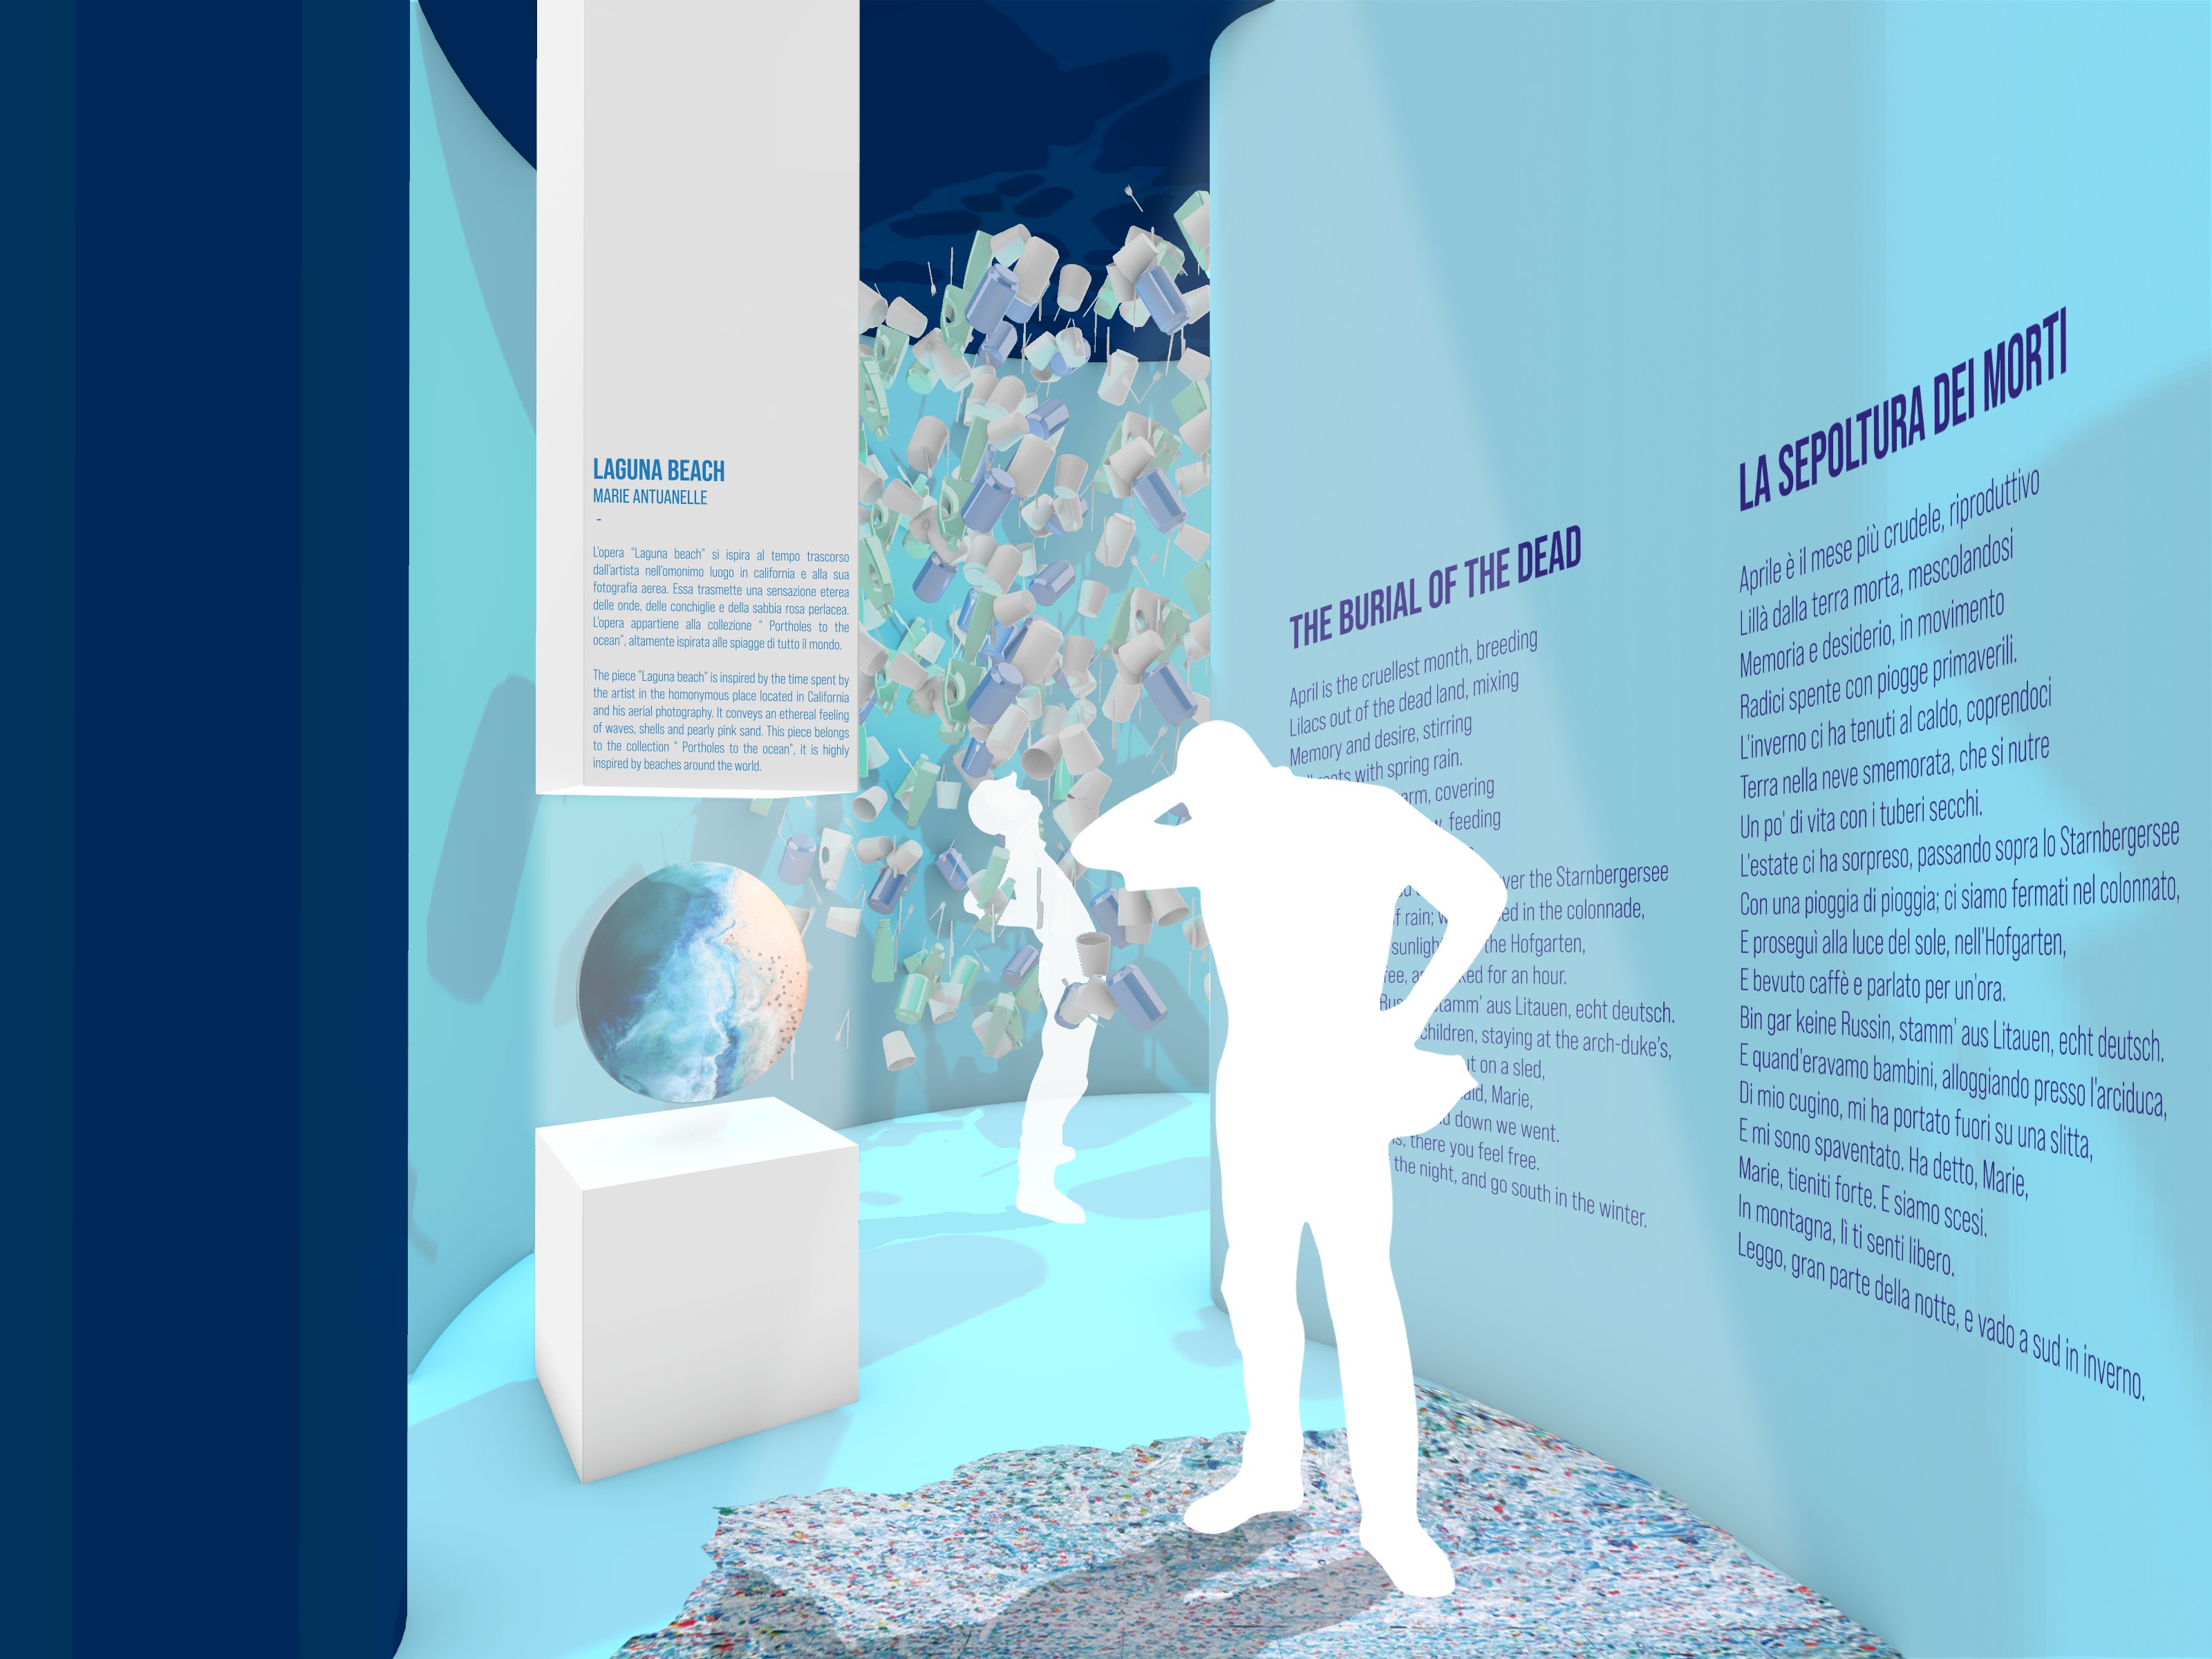 LAGUNA BEACH
MARIE ANTUANELLE
-
L'opera "Laguna beach" si ispira al tempo trascorso
dall'artista nell'omonimo luogo in california e alla sua
fotografia aerea. Essa trasmette una sensazione eterea
delle onde, delle conchiglie e della sabbia rosa perlacea.
L'opera appartiene alla collezione " Portholes to the
ocean", altamente ispirata alle spiagge di tutto il mondo.
The piece "Laguna beach" is inspired by the time spent by
the artist in the homonymous place located in California
and his aerial photography. It conveys an ethereal feeling
of waves, shells and pearly pink sand. This piece belongs
to the collection " Portholes to the ocean", it is highly
inspired by beaches around the world.
THE BURIAL OF THE DEAD
April is the cruellest month, breeding
Lilacs out of the dead land, mixing
Memory and desire, stirring
roots with spring rain.
covering
feeding
over the Starnbergersee
rain; in the colonnade,
the Hofgarten,
for an hour.
aus Litauen, echt deutsch.
children, staying at the arch-duke's,
on a sled,
Marie,
down we went.
there you feel free.
the night, and go south in the winter.
LA SEPOLTURA DEI MORTI
Aprile è il mese più crudele, riproduttivo
Lillà dalla terra morta, mescolandosi
Memoria e desiderio, in movimento
Radici spente con piogge primaverili.
L'inverno ci ha tenuti al caldo, coprendoci
Terra nella neve smemorata, che si nutre
Un po' di vita con i tuberi secchi.
L'estate ci ha sorpreso, passando sopra lo Starnbergersee
Con una pioggia di pioggia; ci siamo fermati nel colonnato,
E proseguì alla luce del sole, nell'Hofgarten,
E bevuto caffè e parlato per un'ora.
Bin gar keine Russin, stamm' aus Litauen, echt deutsch.
E quand'eravamo bambini, alloggiando presso l'arciduca,
Di mio cugino, mi ha portato fuori su una slitta,
E mi sono spaventato. Ha detto, Marie,
Marie, tieniti forte. E siamo scesi.
In montagna, lì ti senti libero.
Leggo, gran parte della notte, e vado a sud in inverno.